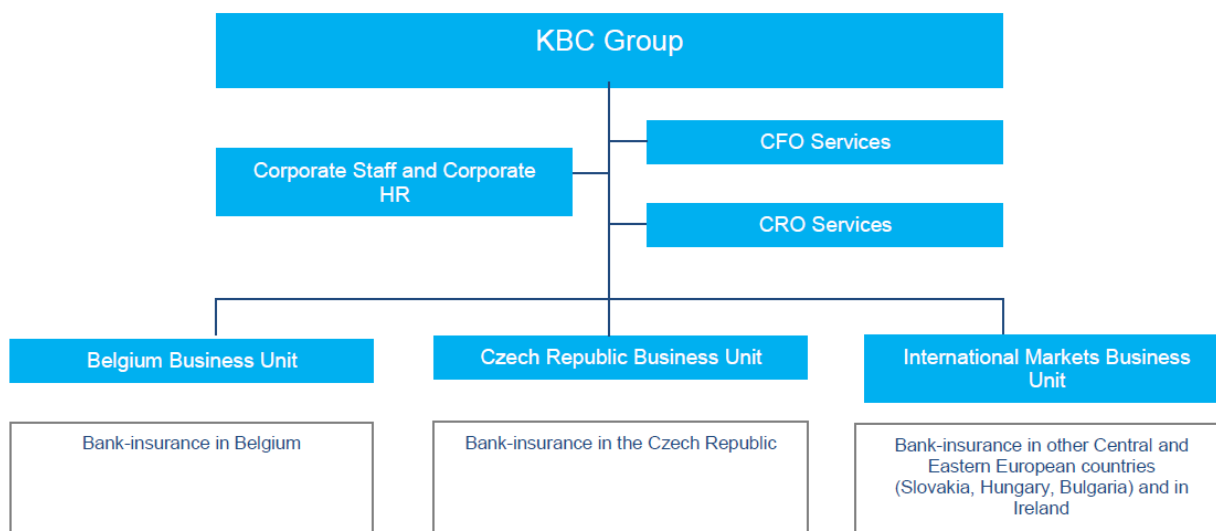 KBC Group
CFO Services
Corporate Staff and Corporate
HR
CRO Services
Belgium Business Unit
Czech Republic Business Unit
International Markets Business
Unit
Bank-insurance in Belgium
Bank-insurance in the Czech Republic
Bank-insurance in other Central and
Eastern European countries
(Slovakia, Hungary, Bulgaria) and in
Ireland